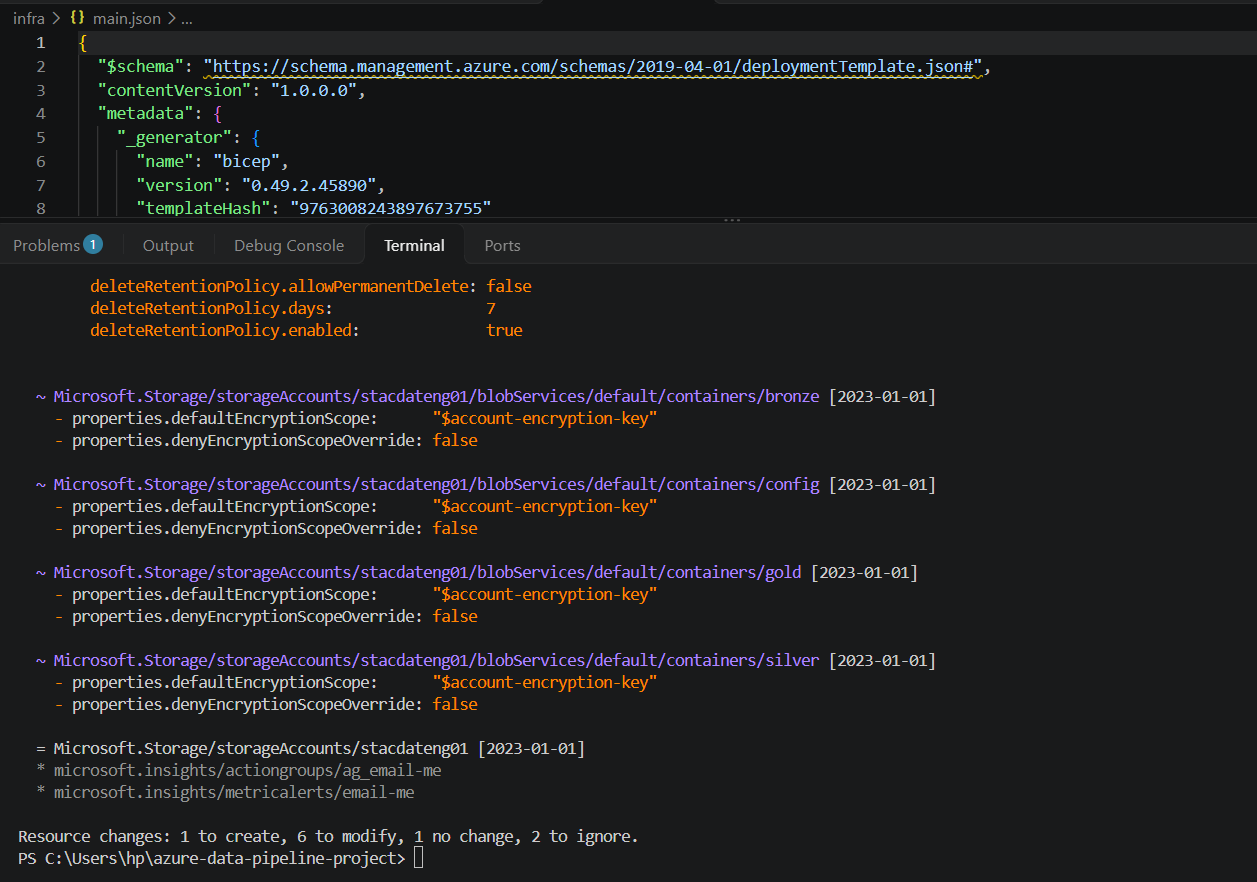 infra > {} main.json > ...
1 {
2 "$schema": "https://schema.management.azure.com/schemas/2019-04-01/deploymentTemplate.json#",
3 "contentVersion": "1.0.0.0",
4 "metadata": {
5 "_generator": {
6 "name": "bicep",
7 "version": "0.49.2.45890",
8 "templateHash": "9763008243897673755"
Problems 1 Output Debug Console Terminal Ports
deleteRetentionPolicy.allowPermanentDelete: false
deleteRetentionPolicy.days: 7
deleteRetentionPolicy.enabled: true
~ Microsoft.Storage/storageAccounts/stacdateng01/blobServices/default/containers/bronze [2023-01-01]
- properties.defaultEncryptionScope: "$account-encryption-key"
- properties.denyEncryptionScopeOverride: false
~ Microsoft.Storage/storageAccounts/stacdateng01/blobServices/default/containers/config [2023-01-01]
- properties.defaultEncryptionScope: "$account-encryption-key"
- properties.denyEncryptionScopeOverride: false
~ Microsoft.Storage/storageAccounts/stacdateng01/blobServices/default/containers/gold [2023-01-01]
- properties.defaultEncryptionScope: "$account-encryption-key"
- properties.denyEncryptionScopeOverride: false
~ Microsoft.Storage/storageAccounts/stacdateng01/blobServices/default/containers/silver [2023-01-01]
- properties.defaultEncryptionScope: "$account-encryption-key"
- properties.denyEncryptionScopeOverride: false
= Microsoft.Storage/storageAccounts/stacdateng01 [2023-01-01]
* microsoft.insights/actiongroups/ag_email-me
* microsoft.insights/metricalerts/email-me
Resource changes: 1 to create, 6 to modify, 1 no change, 2 to ignore.
PS C:\Users\hp\azure-data-pipeline-project>